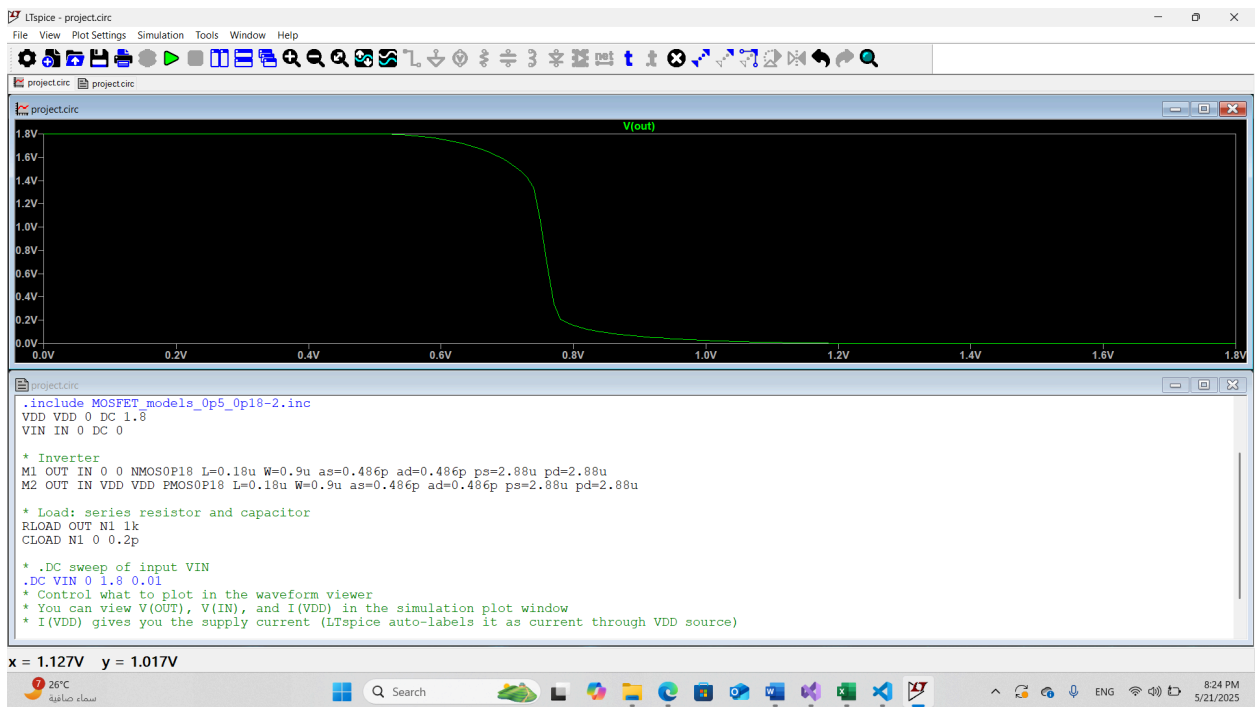 LTspice - project.circ
File View Plot Settings Simulation Tools Window Help
net t t
project.circ project.circ
project.circ
V(out)
1.8V
1.6V
1.4V
1.2V
1.0V
0.8V
0.6V
0.4V
0.2V
0.0V
0.0V 0.2V 0.4V 0.6V 0.8V 1.0V 1.2V 1.4V 1.6V 1.8V
project.circ
.include MOSFET_models_0p5_0p18-2.inc
VDD VDD 0 DC 1.8
VIN IN 0 DC 0
* Inverter
M1 OUT IN 0 0 NMOS0P18 L=0.18u W=0.9u as=0.486p ad=0.486p ps=2.88u pd=2.88u
M2 OUT IN VDD VDD PMOS0P18 L=0.18u W=0.9u as=0.486p ad=0.486p ps=2.88u pd=2.88u
* Load: series resistor and capacitor
RLOAD OUT N1 1k
CLOAD N1 0 0.2p
* .DC sweep of input VIN
.DC VIN 0 1.8 0.01
* Control what to plot in the waveform viewer
* You can view V(OUT), V(IN), and I(VDD) in the simulation plot window
* I(VDD) gives you the supply current (LTspice auto-labels it as current through VDD source)
x = 1.127V y = 1.017V
7 26°C
سماء صافية
Search
ENG
8:24 PM
5/21/2025